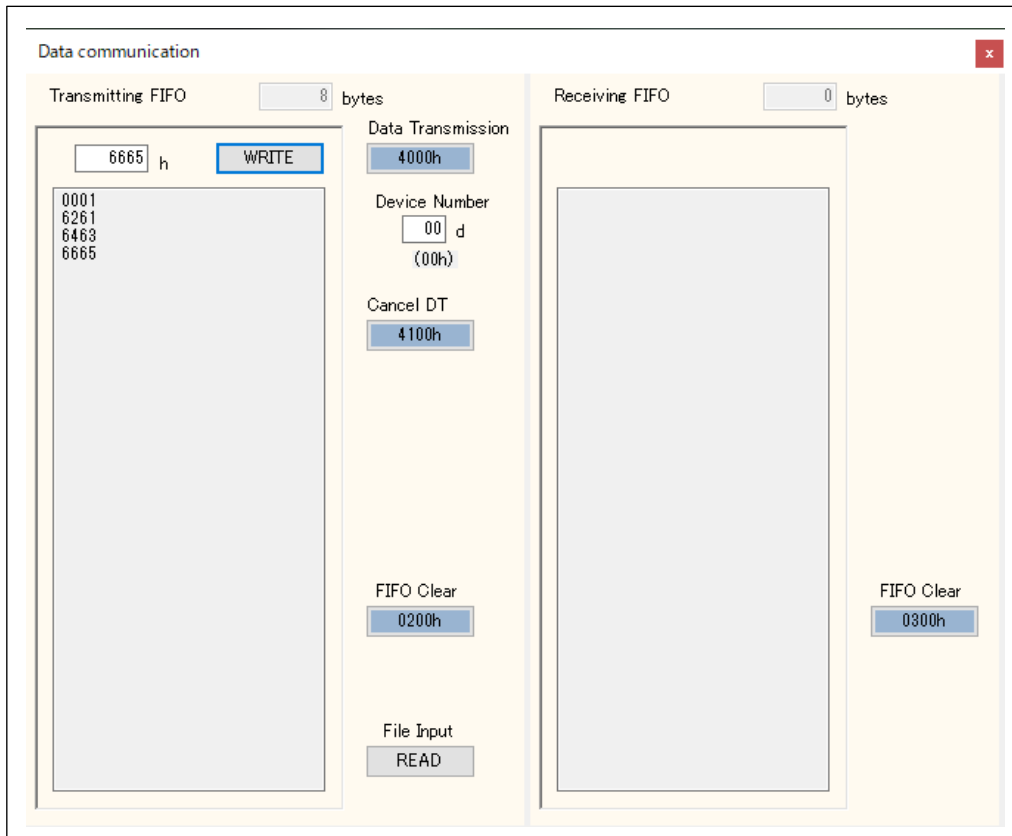 Data communication
x
Transmitting FIFO 8 bytes
6665 h WRITE
0001
6261
6463
6665
Data Transmission
4000h
Device Number
00 d
(00h)
Cancel DT
4100h
FIFO Clear
0200h
File Input
READ
Receiving FIFO 0 bytes
FIFO Clear
0300h